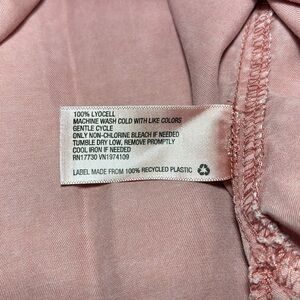 100% LYOCELL
MACHINE WASH COLD WITH LIKE COLORS
GENTLE CYCLE
ONLY NON-CHLORINE BLEACH IF NEEDED
TUMBLE DRY LOW, REMOVE PROMPTLY
COOL IRON IF NEEDED
RN17730 VN1974109
LABEL MADE FROM 100% RECYCLED PLASTIC